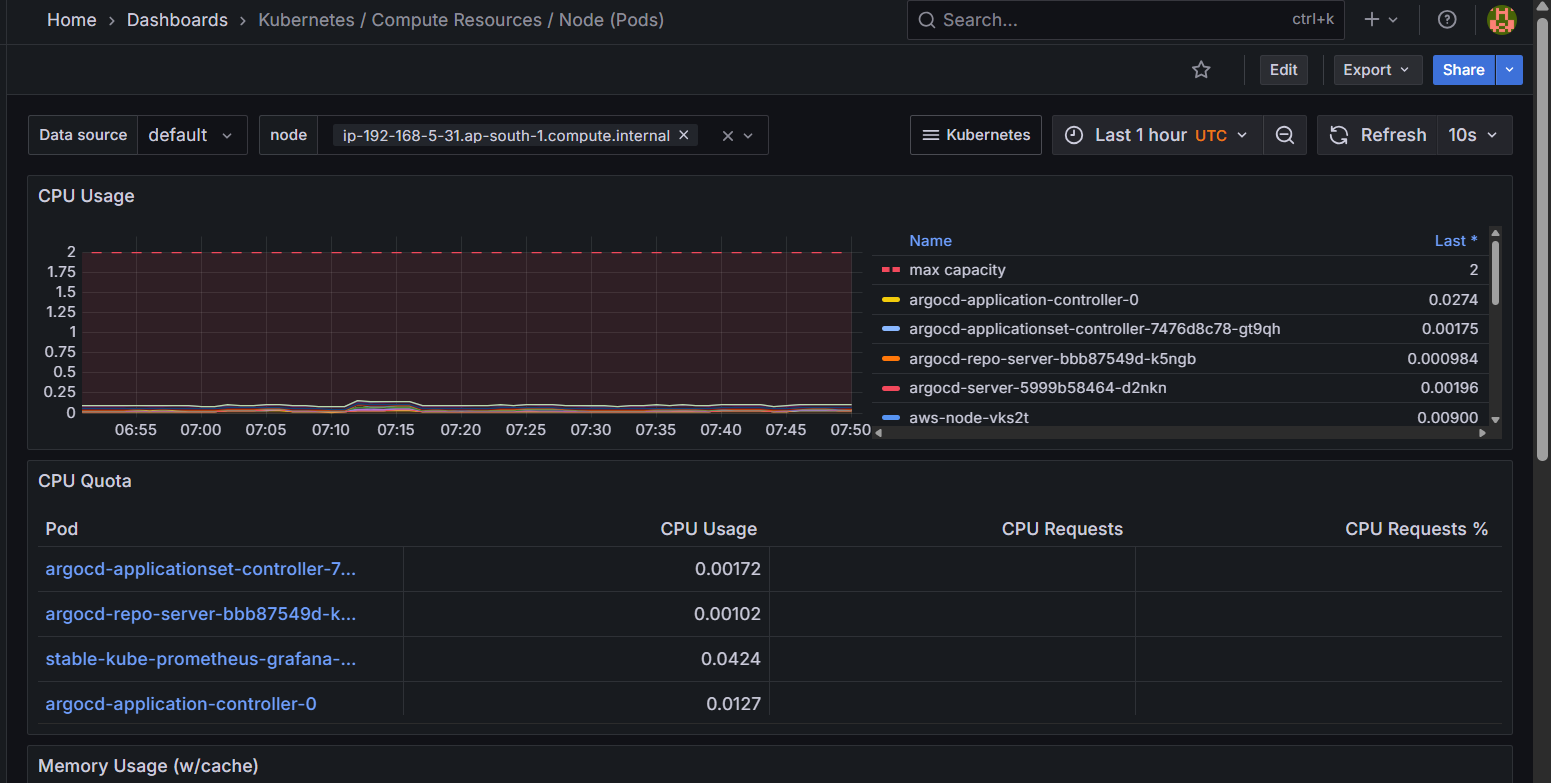 Home › Dashboards › Kubernetes / Compute Resources / Node (Pods)
Search... ctrl+k
Edit Export Share
Data source default node ip-192-168-5-31.ap-south-1.compute.internal Kubernetes Last 1 hour UTC Refresh 10s
CPU Usage
2
1.75
1.5
1.25
1
0.75
0.5
0.25
0
06:55 07:00 07:05 07:10 07:15 07:20 07:25 07:30 07:35 07:40 07:45 07:50
Name Last *
max capacity 2
argocd-application-controller-0 0.0274
argocd-applicationset-controller-7476d8c78-gt9qh 0.00175
argocd-repo-server-bbb87549d-k5ngb 0.000984
argocd-server-5999b58464-d2nkn 0.00196
aws-node-vks2t 0.00900
CPU Quota
Pod CPU Usage CPU Requests CPU Requests %
argocd-applicationset-controller-7... 0.00172
argocd-repo-server-bbb87549d-k... 0.00102
stable-kube-prometheus-grafana-... 0.0424
argocd-application-controller-0 0.0127
Memory Usage (w/cache)